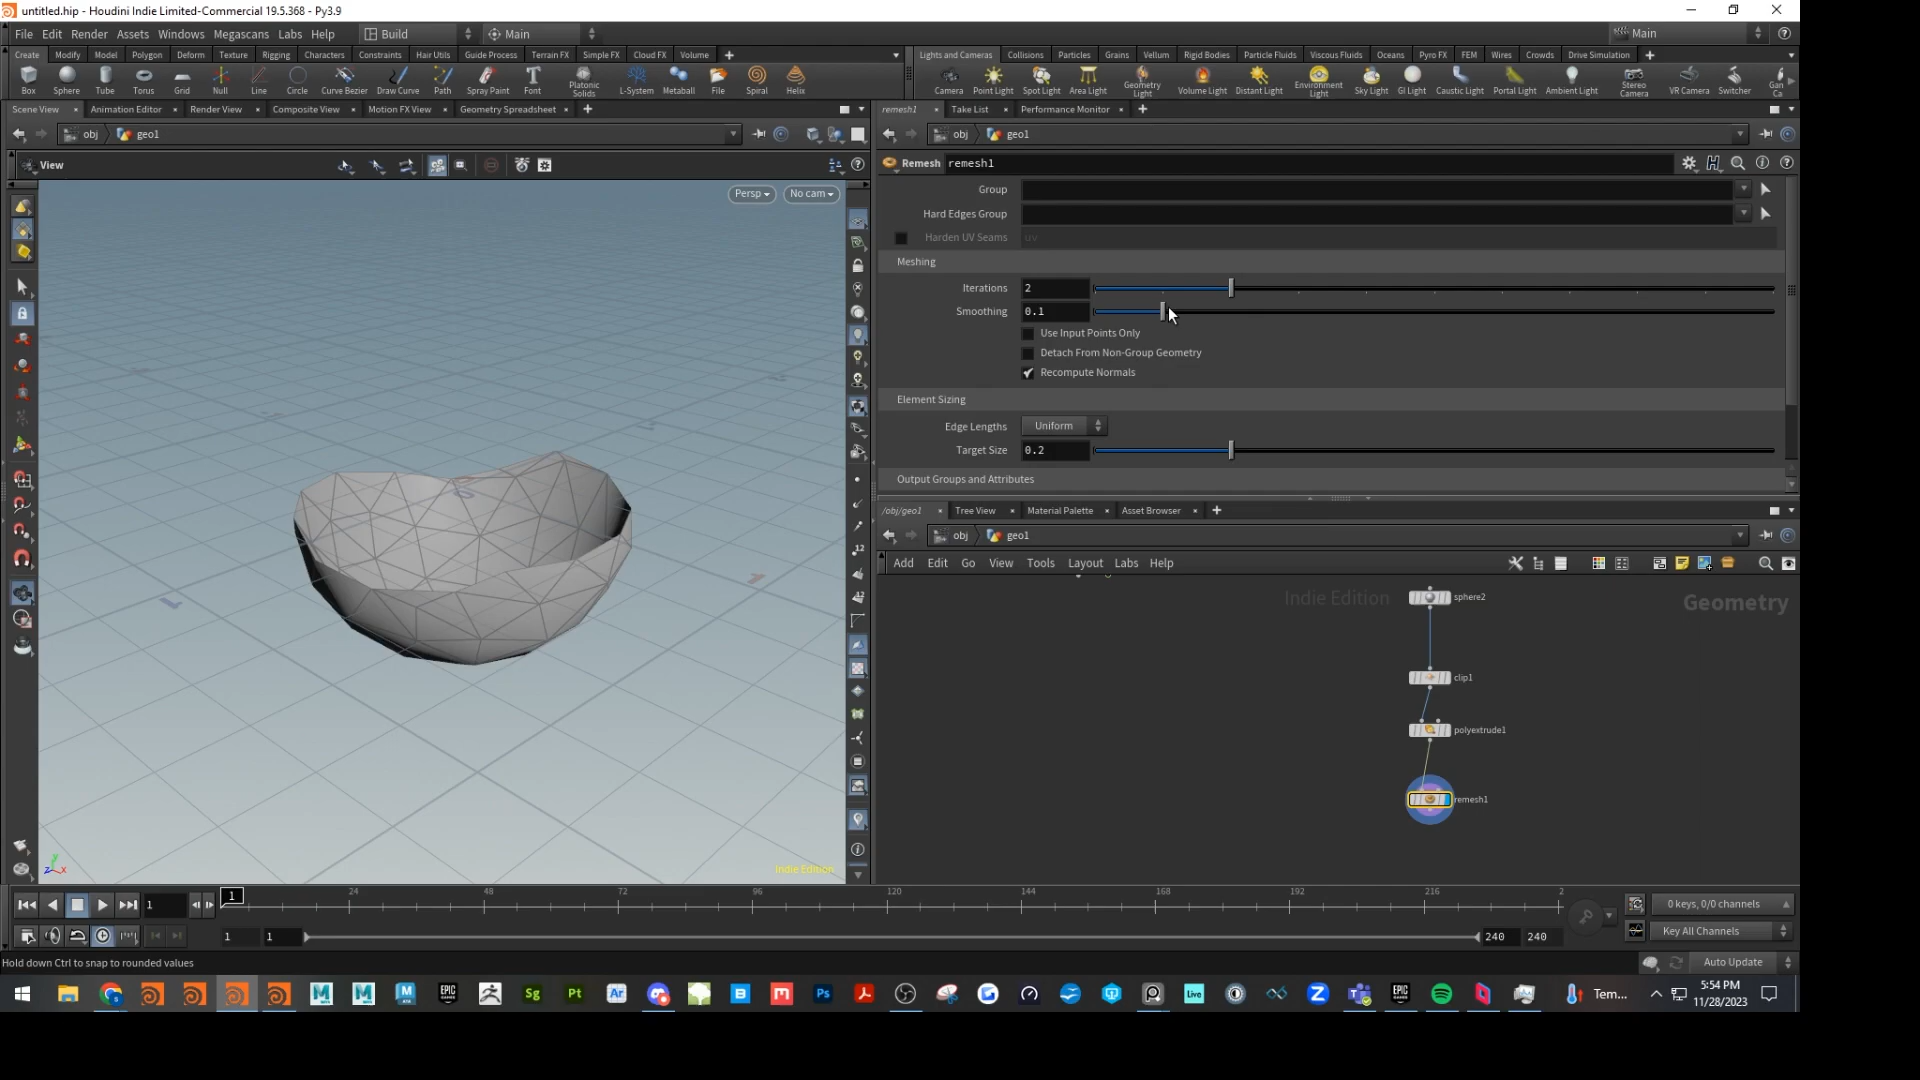 untitled.hip - Houdini Indie Limited-Commercial 19.5.368 - Py3.9
File Edit Render Assets Windows Megascans Labs Help Build Main Main
Create Modify Model Polygon Deform Texture Rigging Characters Constraints Hair Utils Guide Process Terrain FX Simple FX Cloud FX Volume
Lights and Cameras Collisions Particles Grains Vellum Rigid Bodies Particle Fluids Viscous Fluids Oceans Pyro FX FEM Wires Crowds Drive Simulation
Box Sphere Tube Torus Grid Null Line Circle Curve Bezier Draw Curve Path Spray Paint Font Platonic Solids L-System Metaball File Spiral Helix
Camera Point Light Spot Light Area Light Geometry Light Volume Light Distant Light Environment Light Sky Light GI Light Caustic Light Portal Light Ambient Light Stereo Camera VR Camera Switcher
Scene View Animation Editor Render View Composite View Motion FX View Geometry Spreadsheet
remesh1 Take List Performance Monitor
obj geo1
obj geo1
View
Remesh remesh1
Persp No cam
Group
Hard Edges Group
Harden UV Seams uv
Meshing
Iterations 2
Smoothing 0.1
Use Input Points Only
Detach From Non-Group Geometry
Recompute Normals
Element Sizing
Edge Lengths Uniform
Target Size 0.2
Output Groups and Attributes
/obj/geo1 Tree View Material Palette Asset Browser
obj geo1
Add Edit Go View Tools Layout Labs Help
Indie Edition
Geometry
sphere2
clip1
polyextrude1
remesh1
Indie Edition
1 1 24 48 72 96 120 144 168 192 216 2
0 keys, 0/0 channels
1 1 240 240
Key All Channels
Hold down Ctrl to snap to rounded values
Auto Update
Tem...
5:54 PM
11/28/2023